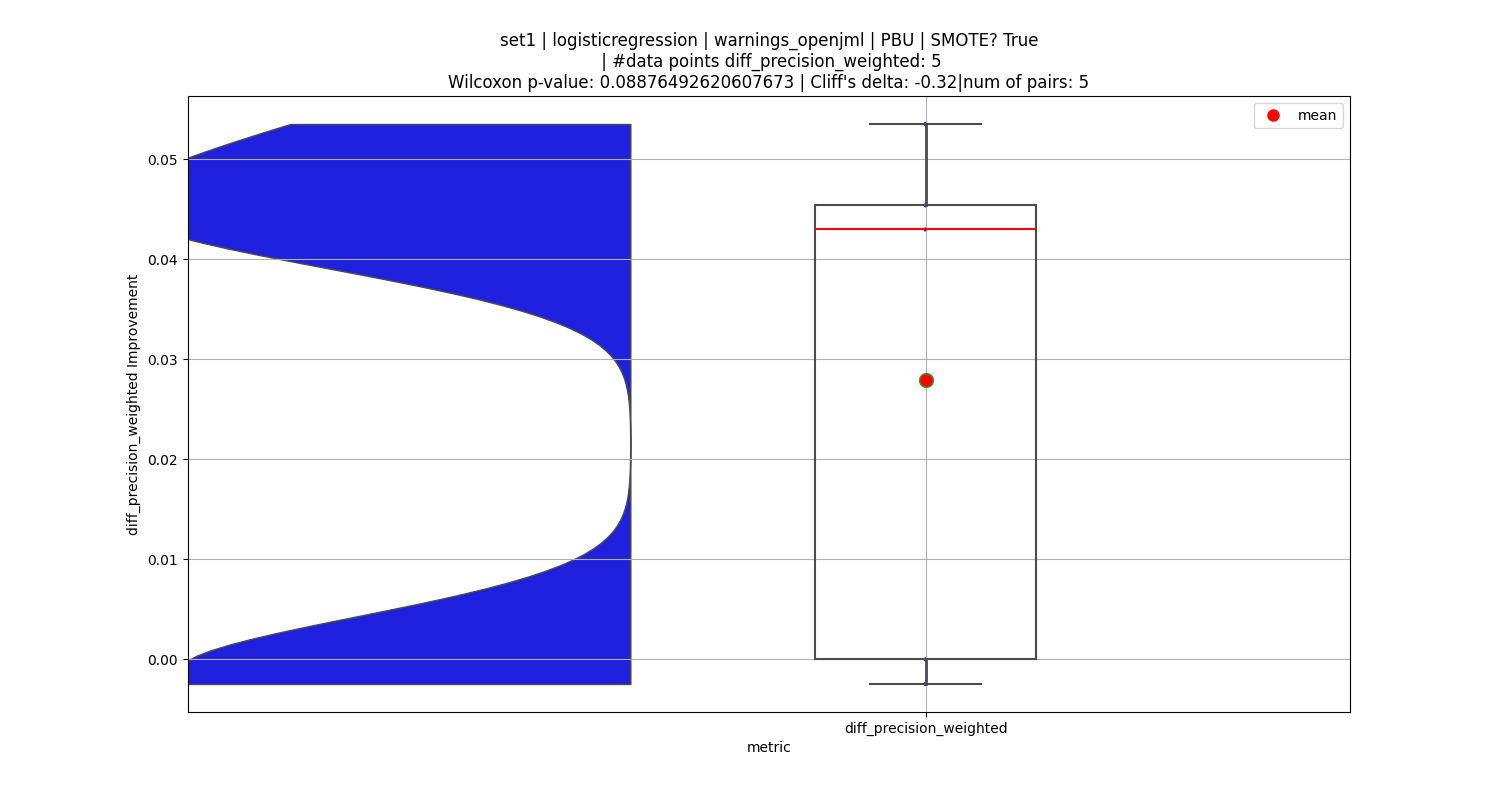 set1 | logisticregression | warnings_openjml | PBU | SMOTE? True
| #data points diff_precision_weighted: 5
Wilcoxon p-value: 0.08876492620607673 | Cliff's delta: -0.32|num of pairs: 5
mean
0.05
0.04
0.03
0.02
0.01
0.00
diff_precision_weighted Improvement
diff_precision_weighted
metric